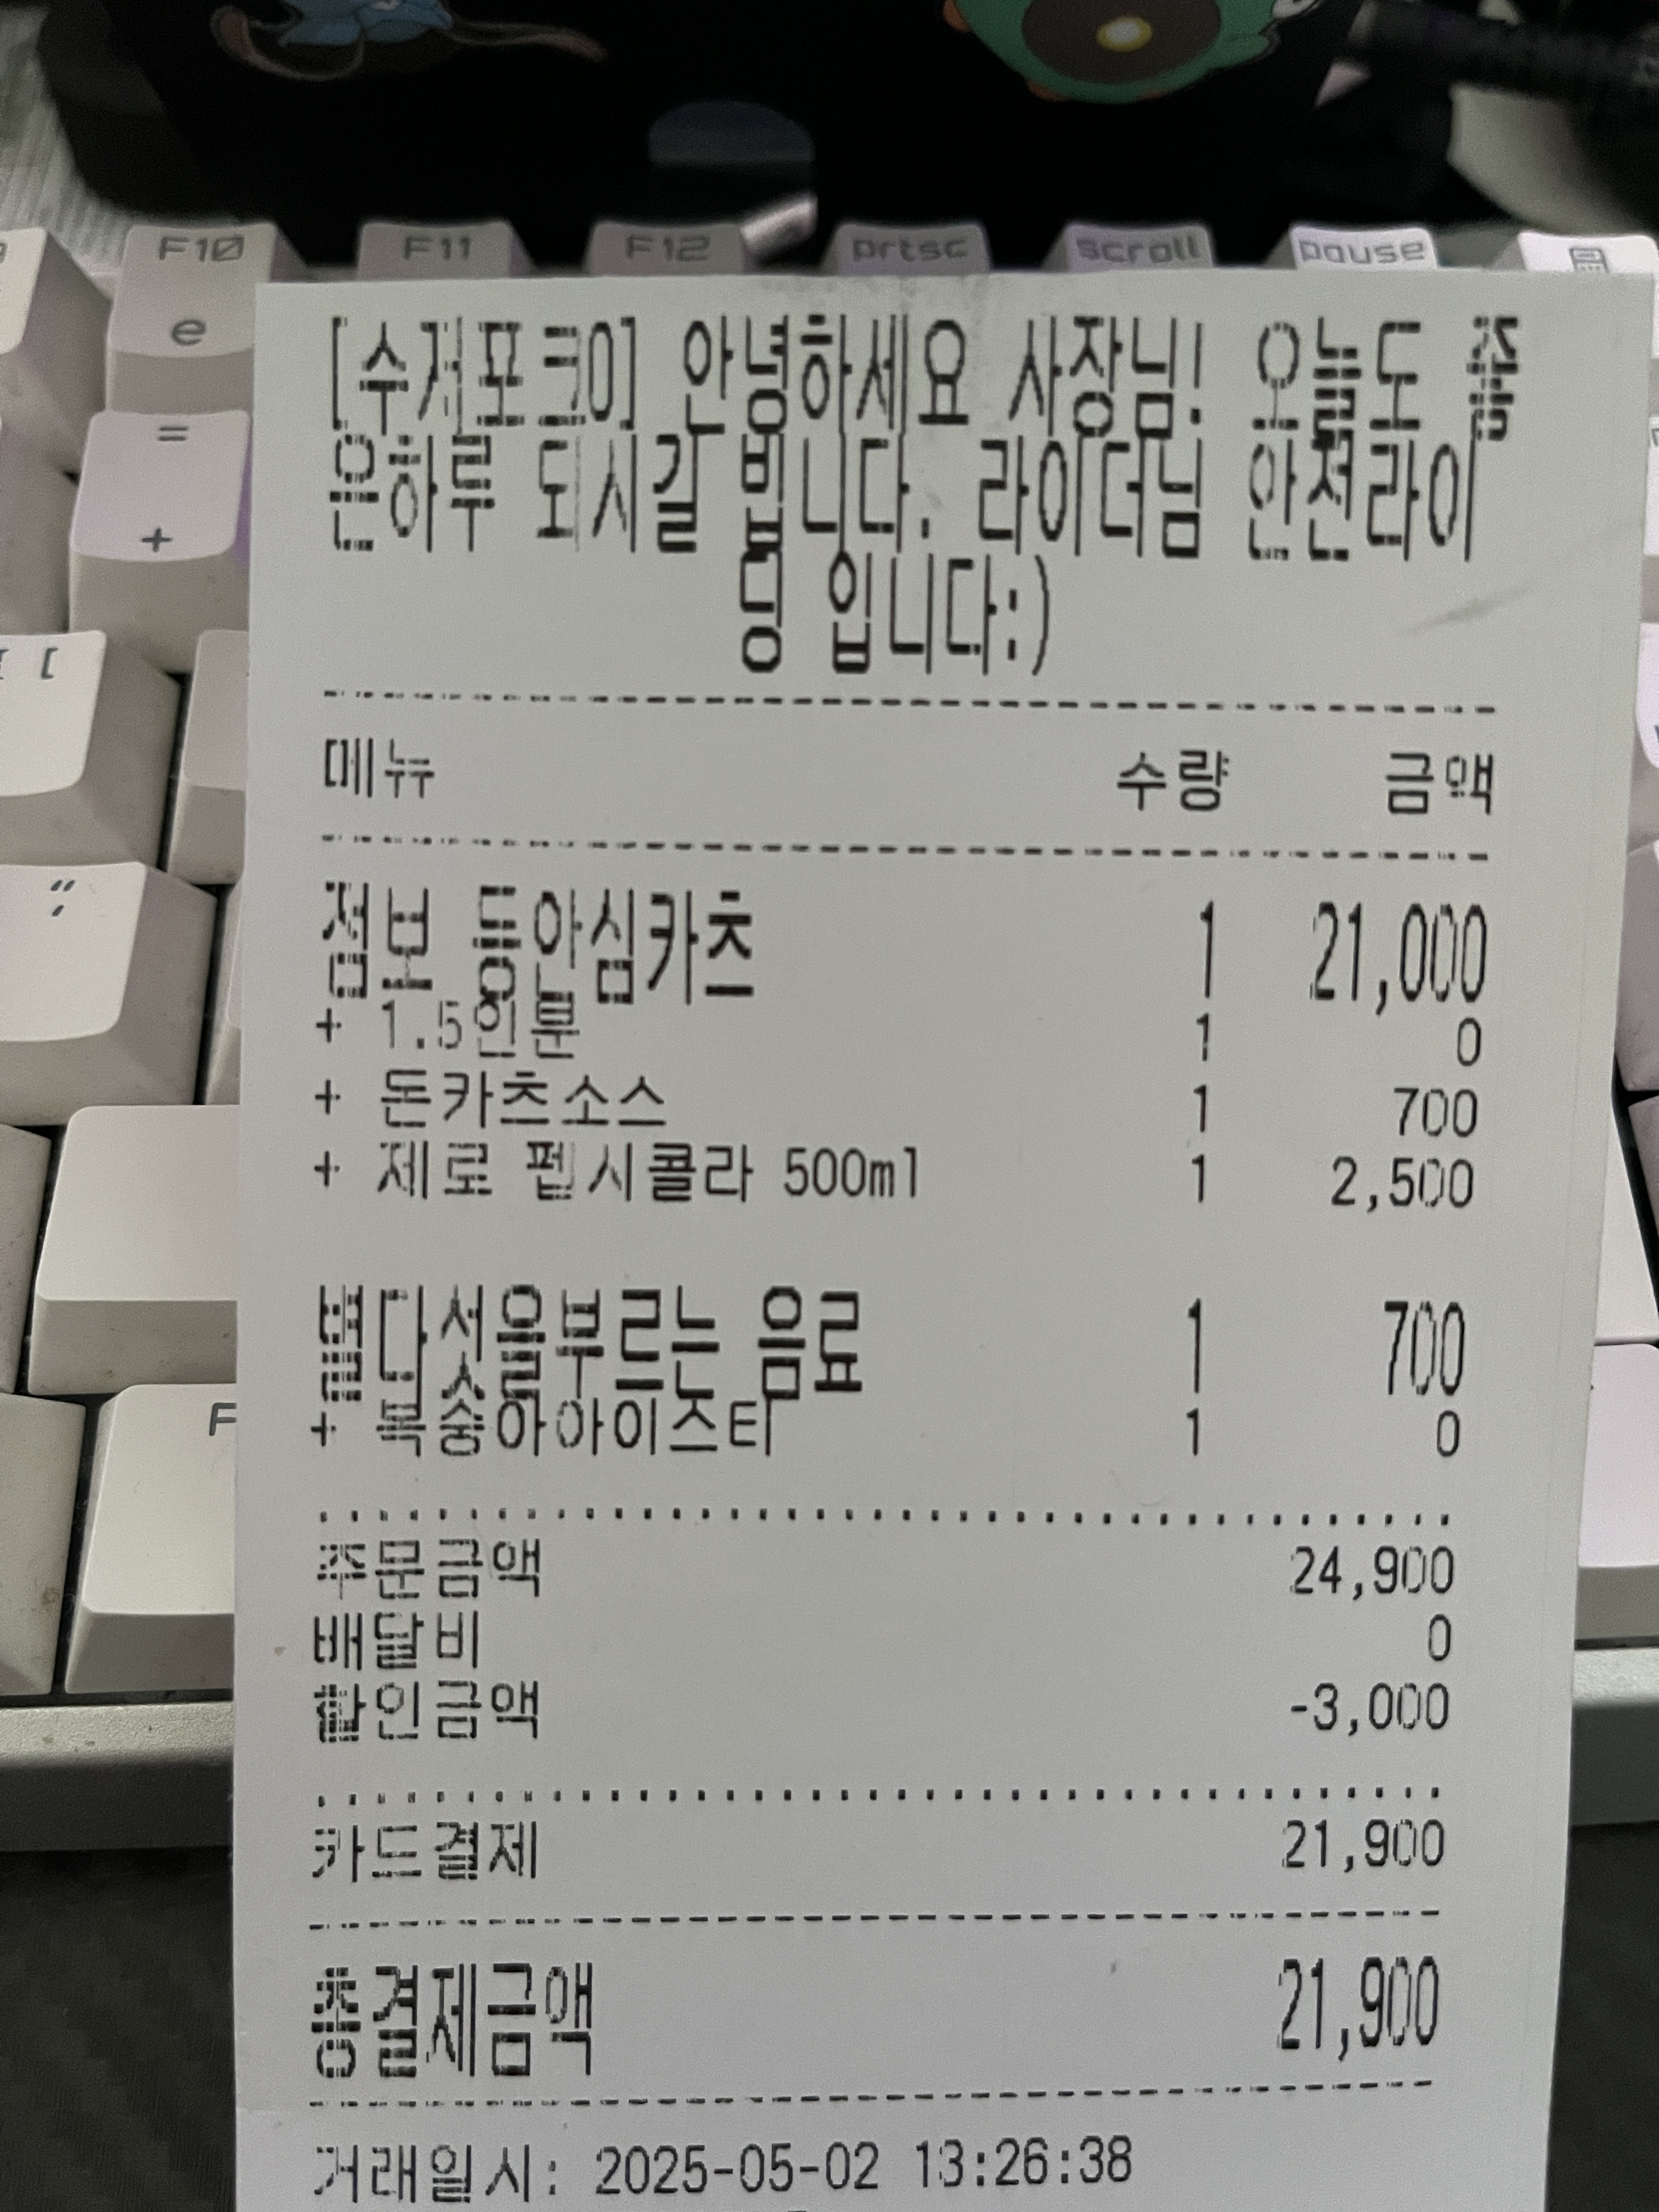 F10
F11
F12
prtsc
scroll
pause
e
=
+
[
"
;
F
[수저포크이] 안녕하세요 사장님! 오늘도 좋
은하루 되시길 빕니다. 라이더님 안전라이
딩 입니다:)
메뉴 수량 금액
점보 통안심카츠 1 21,000
+ 1.5인분 1 0
+ 돈카츠소스 1 700
+ 제로 펩시콜라 500ml 1 2,500
별다섯을부르는 음료 1 700
+ 복숭아아이스티 1 0
주문금액 24,900
배달비 0
할인금액 -3,000
카드결제 21,900
총결제금액 21,900
거래일시: 2025-05-02 13:26:38